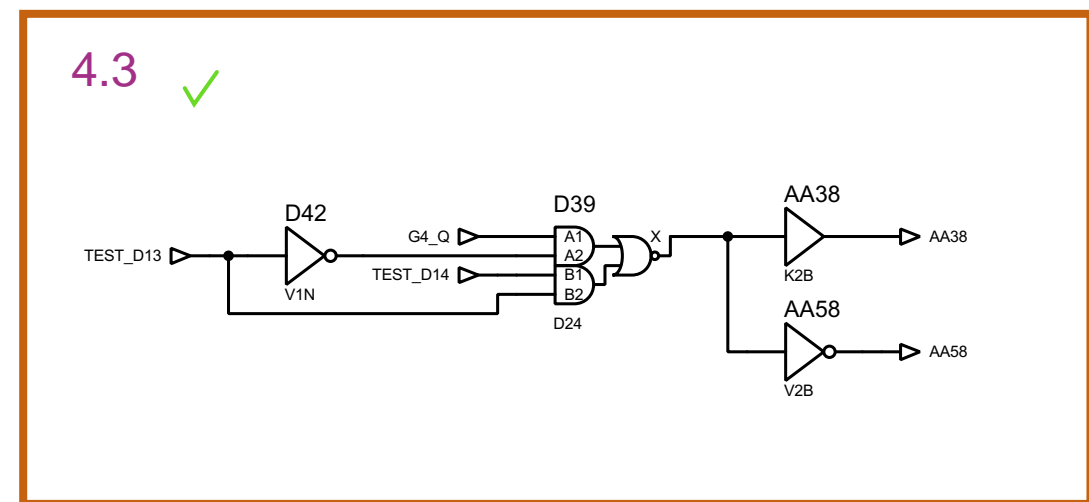 4.3
D42
TEST_D13
V1N
D39
G4_Q
A1
A2
TEST_D14
B1
B2
D24
X
AA38
K2B
AA38
AA58
V2B
AA58